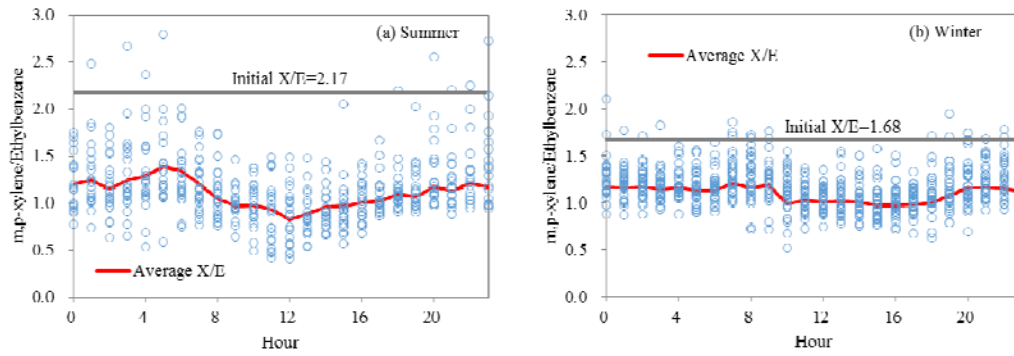 3.0
2.5
2.0
1.5
1.0
0.5
0.0
m,p-xylene/Ethylbenzene
(a) Summer
Initial X/E=2.17
Average X/E
0 4 8 12 16 20
Hour
3.0
2.5
2.0
1.5
1.0
0.5
0.0
m,p-xylene/Ethylbenzene
(b) Winter
Average X/E
Initial X/E=1.68
0 4 8 12 16 20
Hour